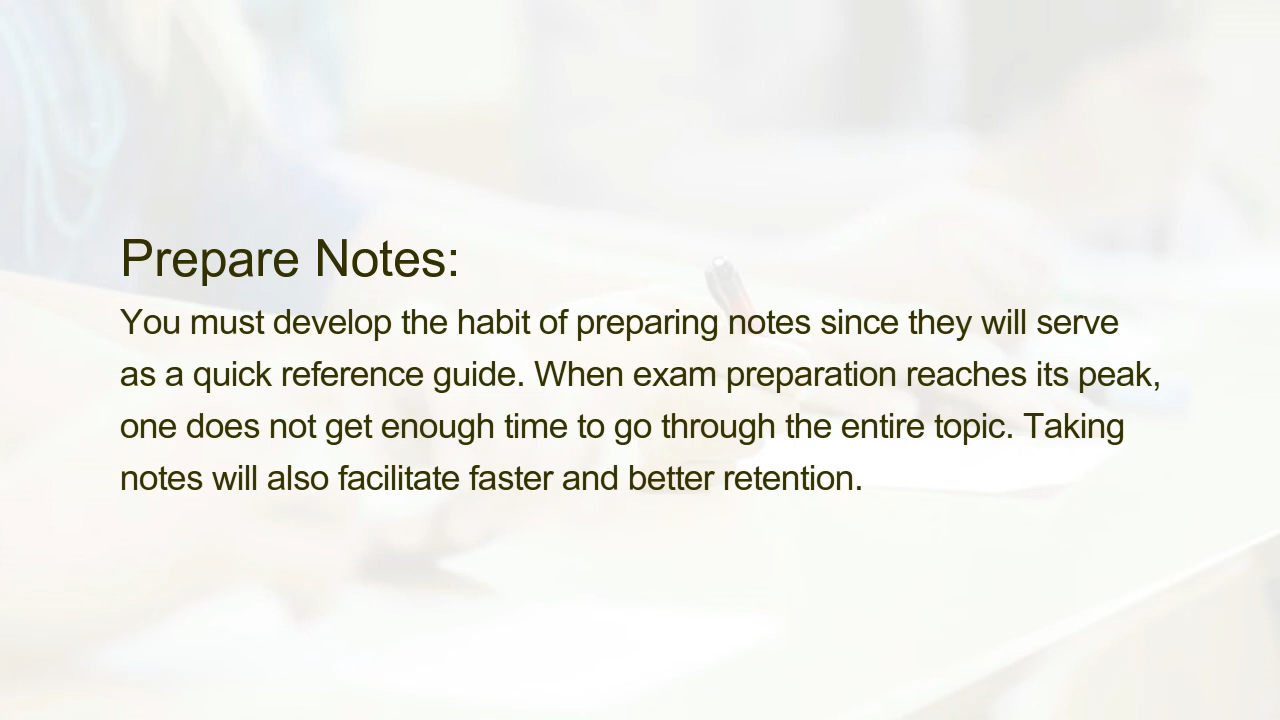 Prepare Notes:
You must develop the habit of preparing notes since they will serve
as a quick reference guide. When exam preparation reaches its peak,
one does not get enough time to go through the entire topic. Taking
notes will also facilitate faster and better retention.